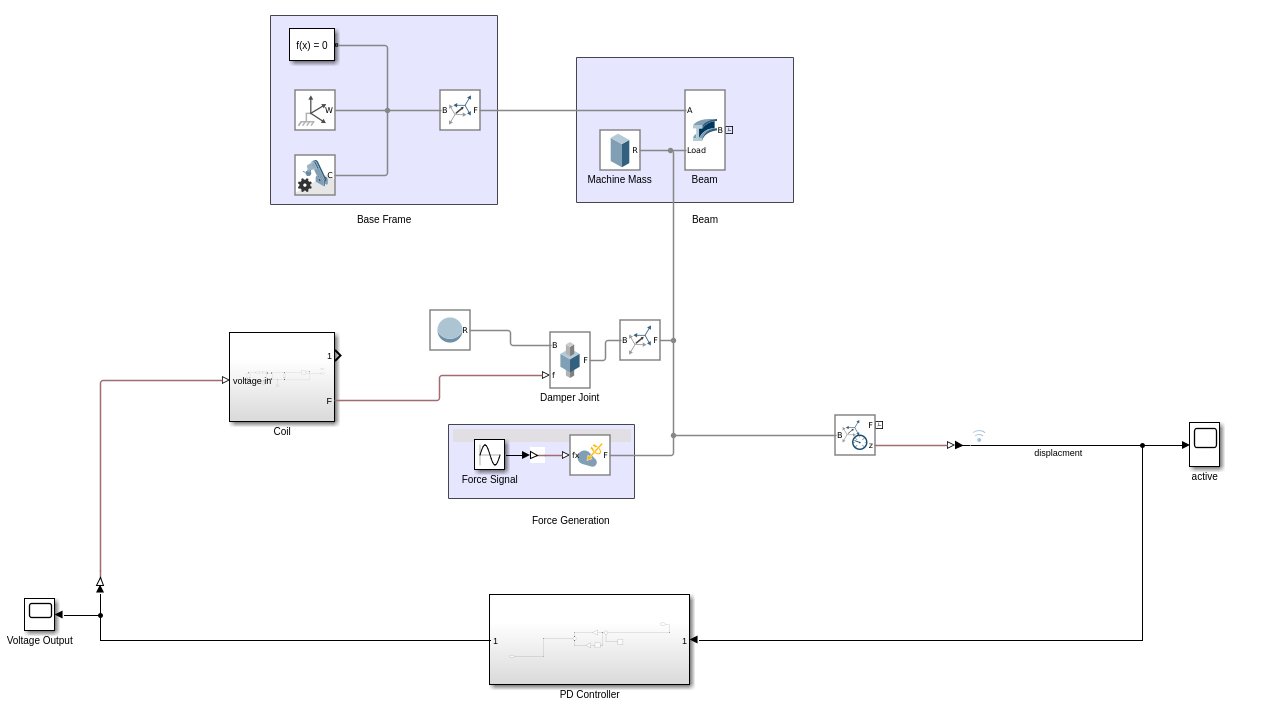 f(x) = 0
W
C
B
F
Base Frame
A
B
Load
R
Machine Mass
Beam
Beam
R
B
F
f
Damper Joint
B
F
1
voltage in
F
Coil
Force Signal
fx
F
Force Generation
B
F
z
displacment
active
Voltage Output
1
1
PD Controller